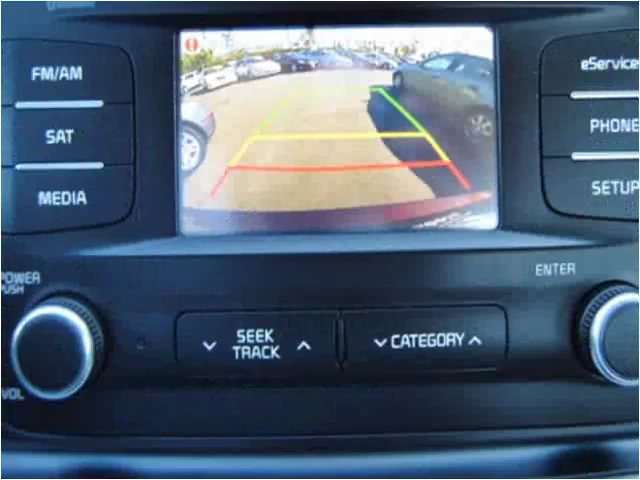 FM/AM
SAT
MEDIA
eService
PHONE
SETUP
POWER
PUSH
VOL
ENTER
SEEK
TRACK
CATEGORY